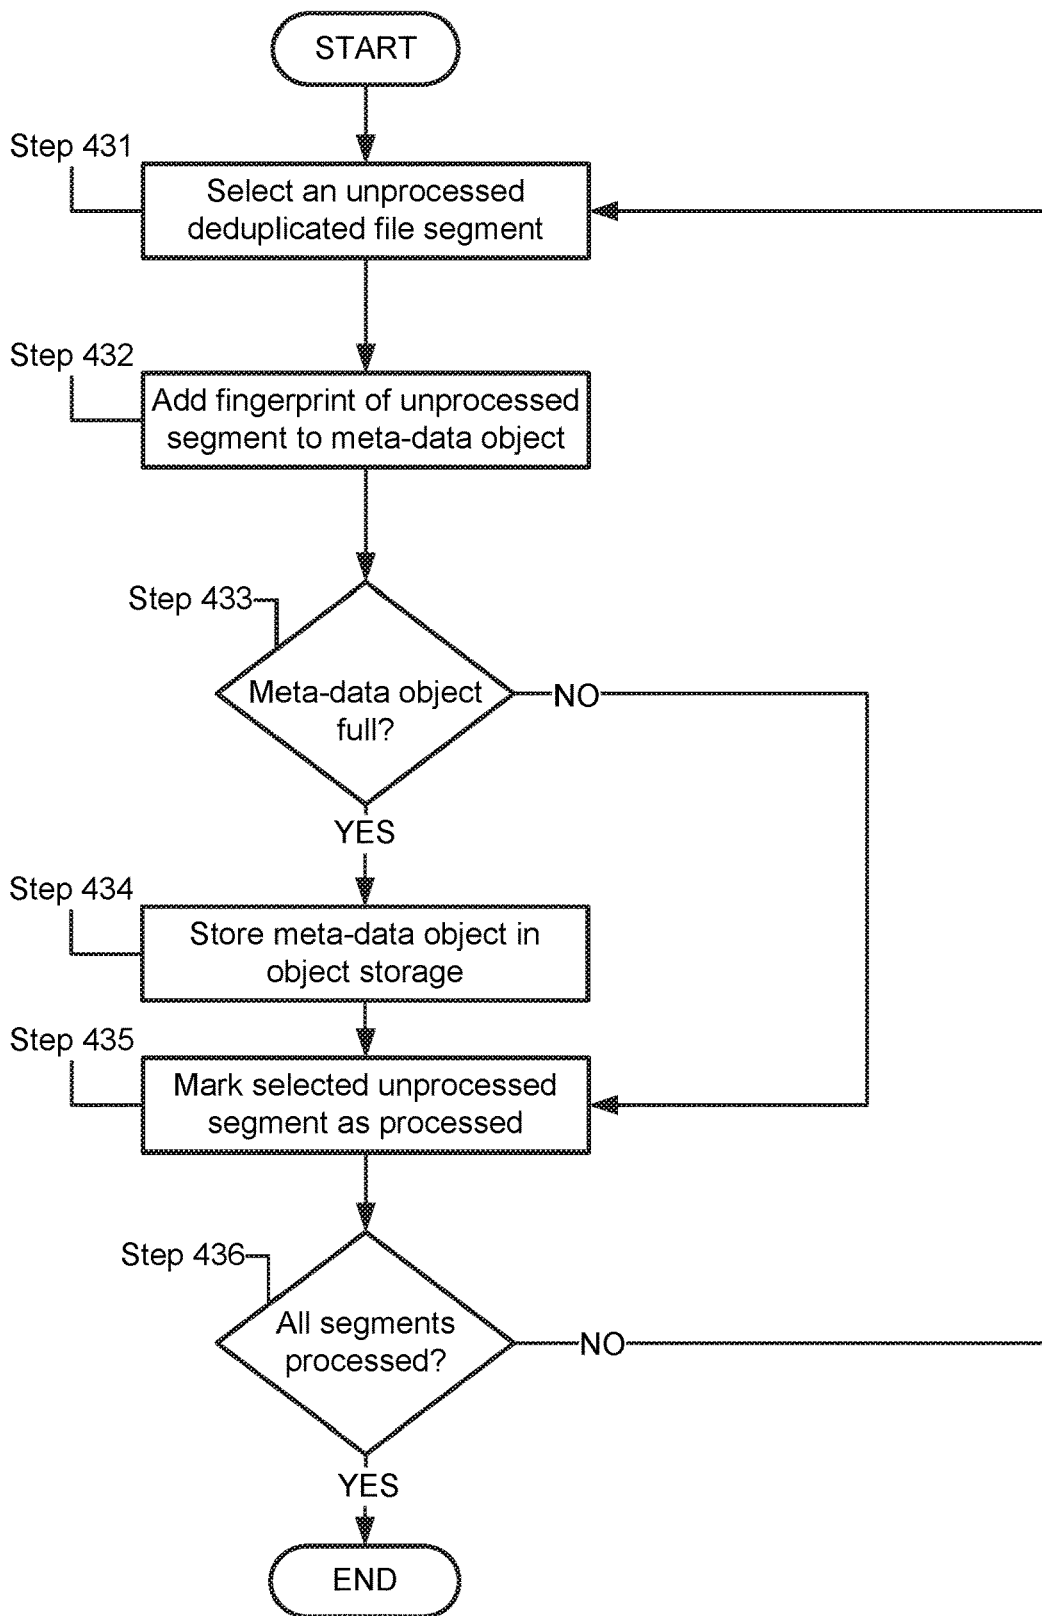 START
Step 431
Select an unprocessed
deduplicated file segment
Step 432
Add fingerprint of unprocessed
segment to meta-data object
Step 433
Meta-data object
full?
NO
YES
Step 434
Store meta-data object in
object storage
Step 435
Mark selected unprocessed
segment as processed
Step 436
All segments
processed?
NO
YES
END